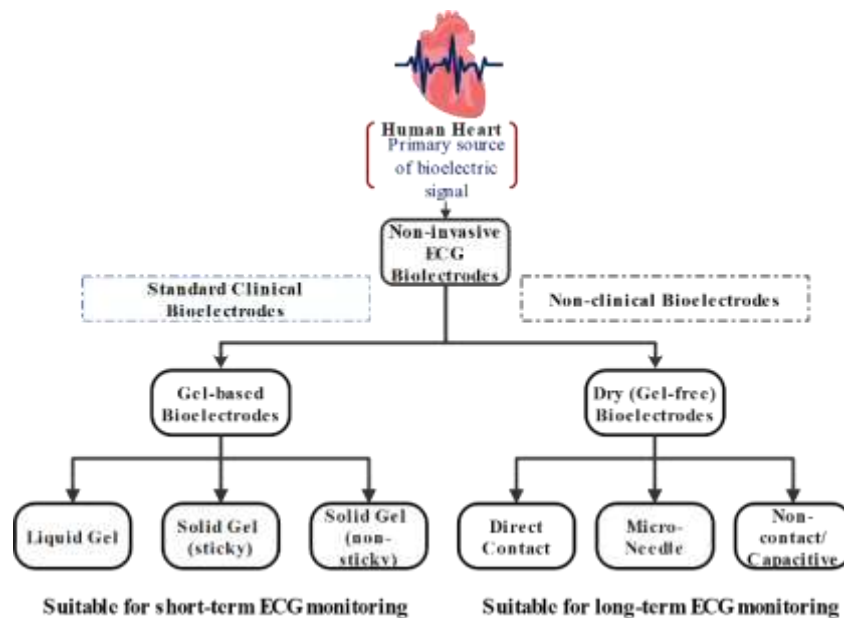 Human Heart
Primary source
of bioelectric
signal
Non-invasive
ECG
Biolectrodes
Standard Clinical
Bioelectrodes
Non-clinical Bioelectrodes
Gel-based
Bioelectrodes
Dry (Gel-free)
Bioelectrodes
Liquid Gel
Solid Gel
(sticky)
Solid Gel
(non-
sticky)
Direct
Contact
Micro-
Needle
Non-
contact/
Capacitive
Suitable for short-term ECG monitoring
Suitable for long-term ECG monitoring